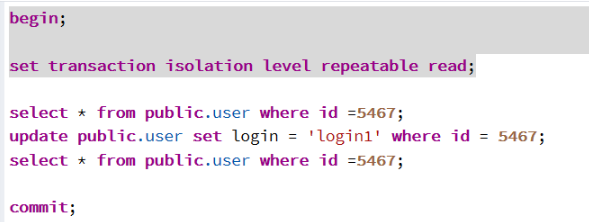 begin;
set transaction isolation level repeatable read;
select * from public.user where id =5467;
update public.user set login = 'login1' where id = 5467;
select * from public.user where id =5467;
commit;